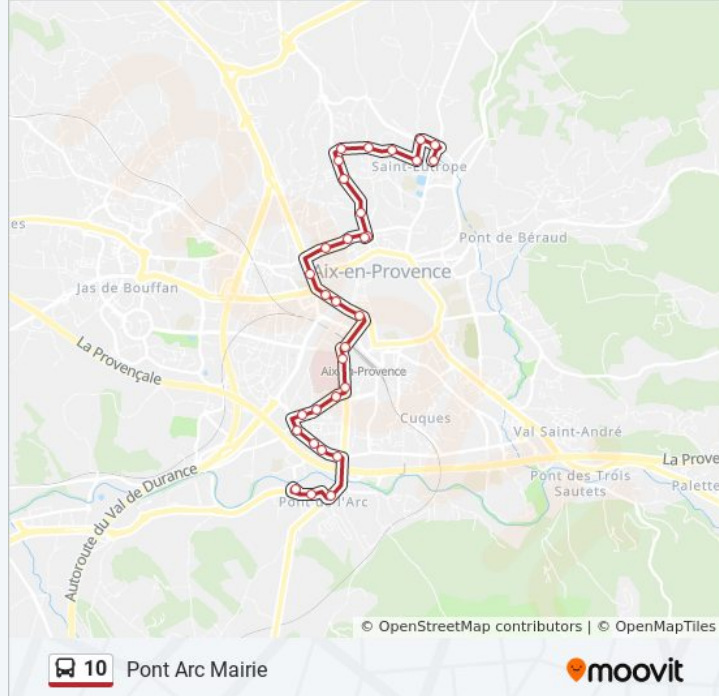 Saint-Eutrope
es
Pont de Béraud
Aix-en-Provence
Jas de Bouffan
La Provençale
Aix-en-Provence
Cuques
Val Saint-André
La Prove
Pont des Trois
Sautets
Palette
Autoroute du Val de Durance
Pont de l'Arc
© OpenStreetMap contributors | © OpenMapTiles
10 Pont Arc Mairie
moovit